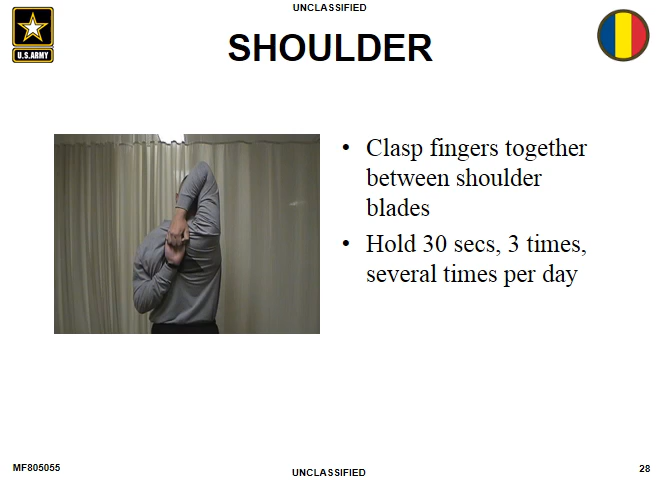 UNCLASSIFIED
U.S.ARMY
SHOULDER
• Clasp fingers together
between shoulder
blades
• Hold 30 secs, 3 times,
several times per day
MF805055
UNCLASSIFIED
28